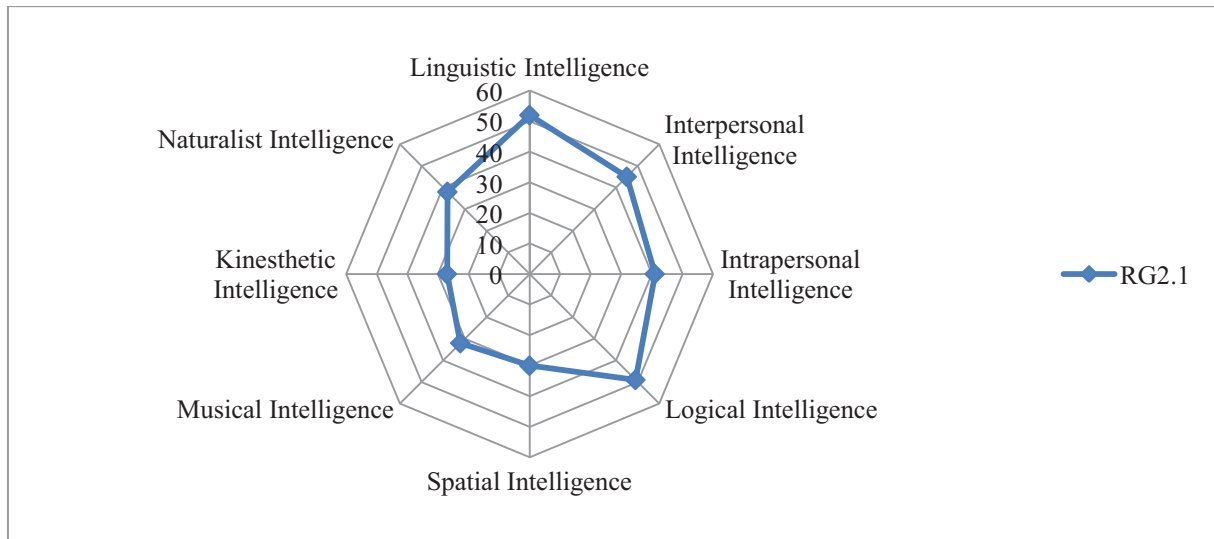 Linguistic Intelligence
60
50
40
30
20
10
0
Interpersonal
Intelligence
Intrapersonal
Intelligence
Logical Intelligence
Spatial Intelligence
Musical Intelligence
Kinesthetic
Intelligence
Naturalist Intelligence
RG2.1